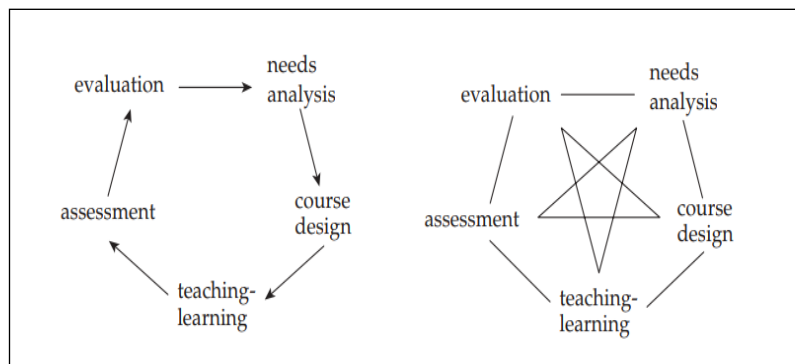 evaluation
needs
analysis
assessment
course
design
teaching-
learning
evaluation
needs
analysis
assessment
course
design
teaching-
learning